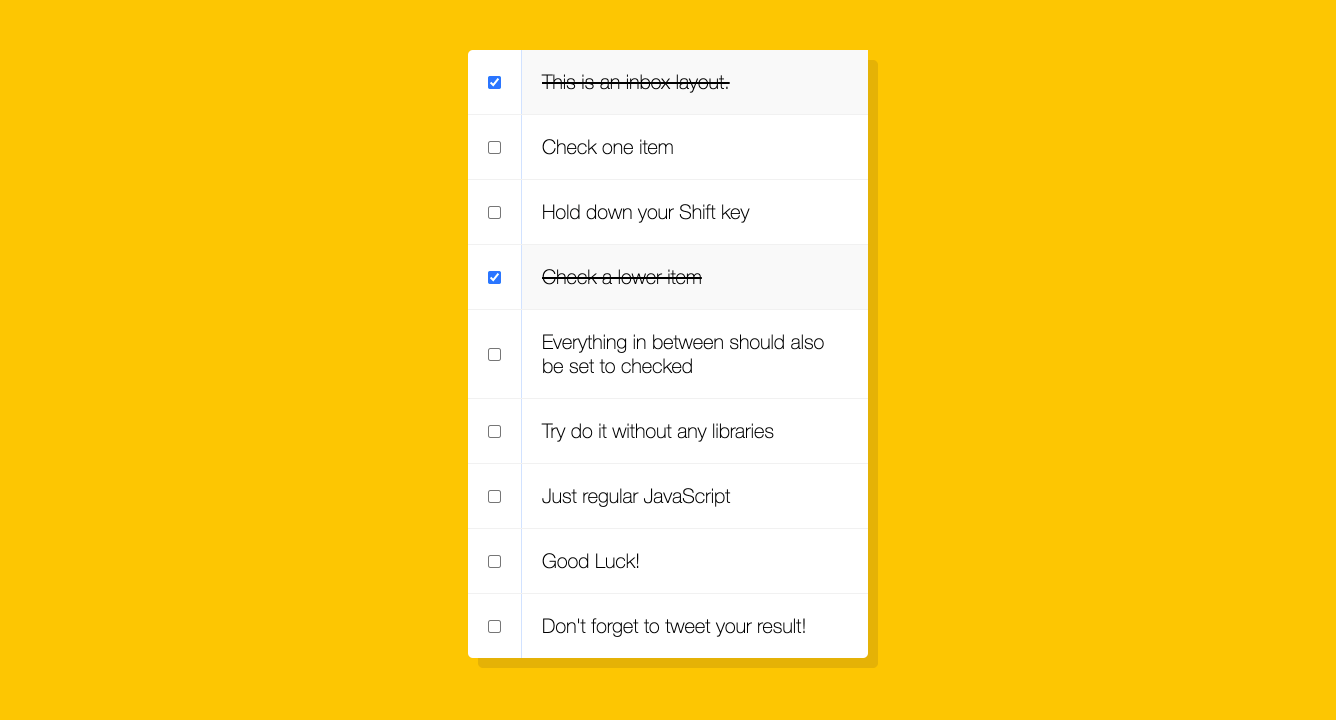 This is an inbox layout.
Check one item
Hold down your Shift key
Check a lower item
Everything in between should also
be set to checked
Try do it without any libraries
Just regular JavaScript
Good Luck!
Don't forget to tweet your result!